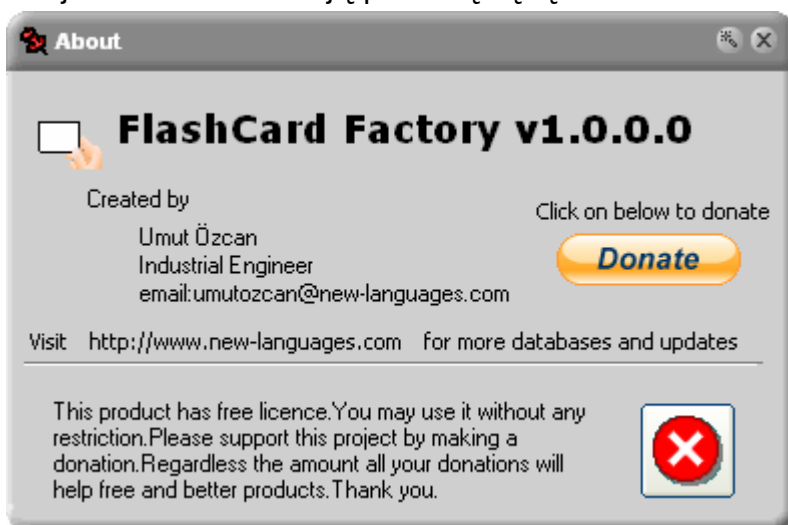 About
FlashCard Factory v1.0.0.0
Created by
Umut Özcan
Industrial Engineer
email:umutozcan@new-languages.com
Click on below to donate
Donate
Visit http://www.new-languages.com for more databases and updates
This product has free licence.You may use it without any
restriction.Please support this project by making a
donation.Regardless the amount all your donations will
help free and better products.Thank you.